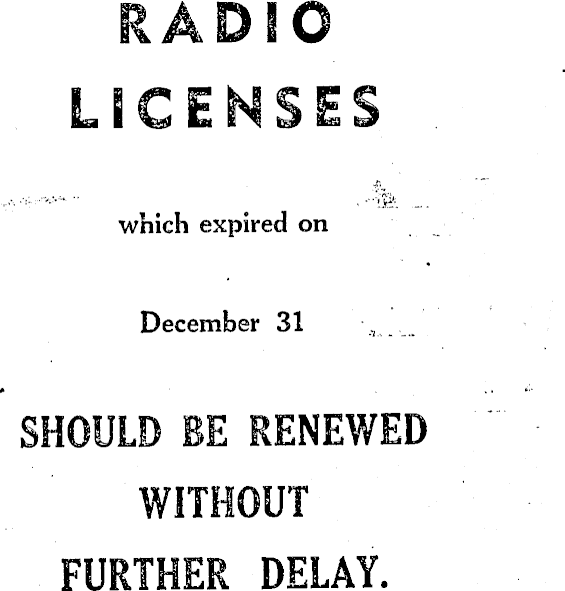 RADIO
LICENSES
which expired on
December 31
SHOULD BE RENEWED
WITHOUT
FURTHER DELAY.